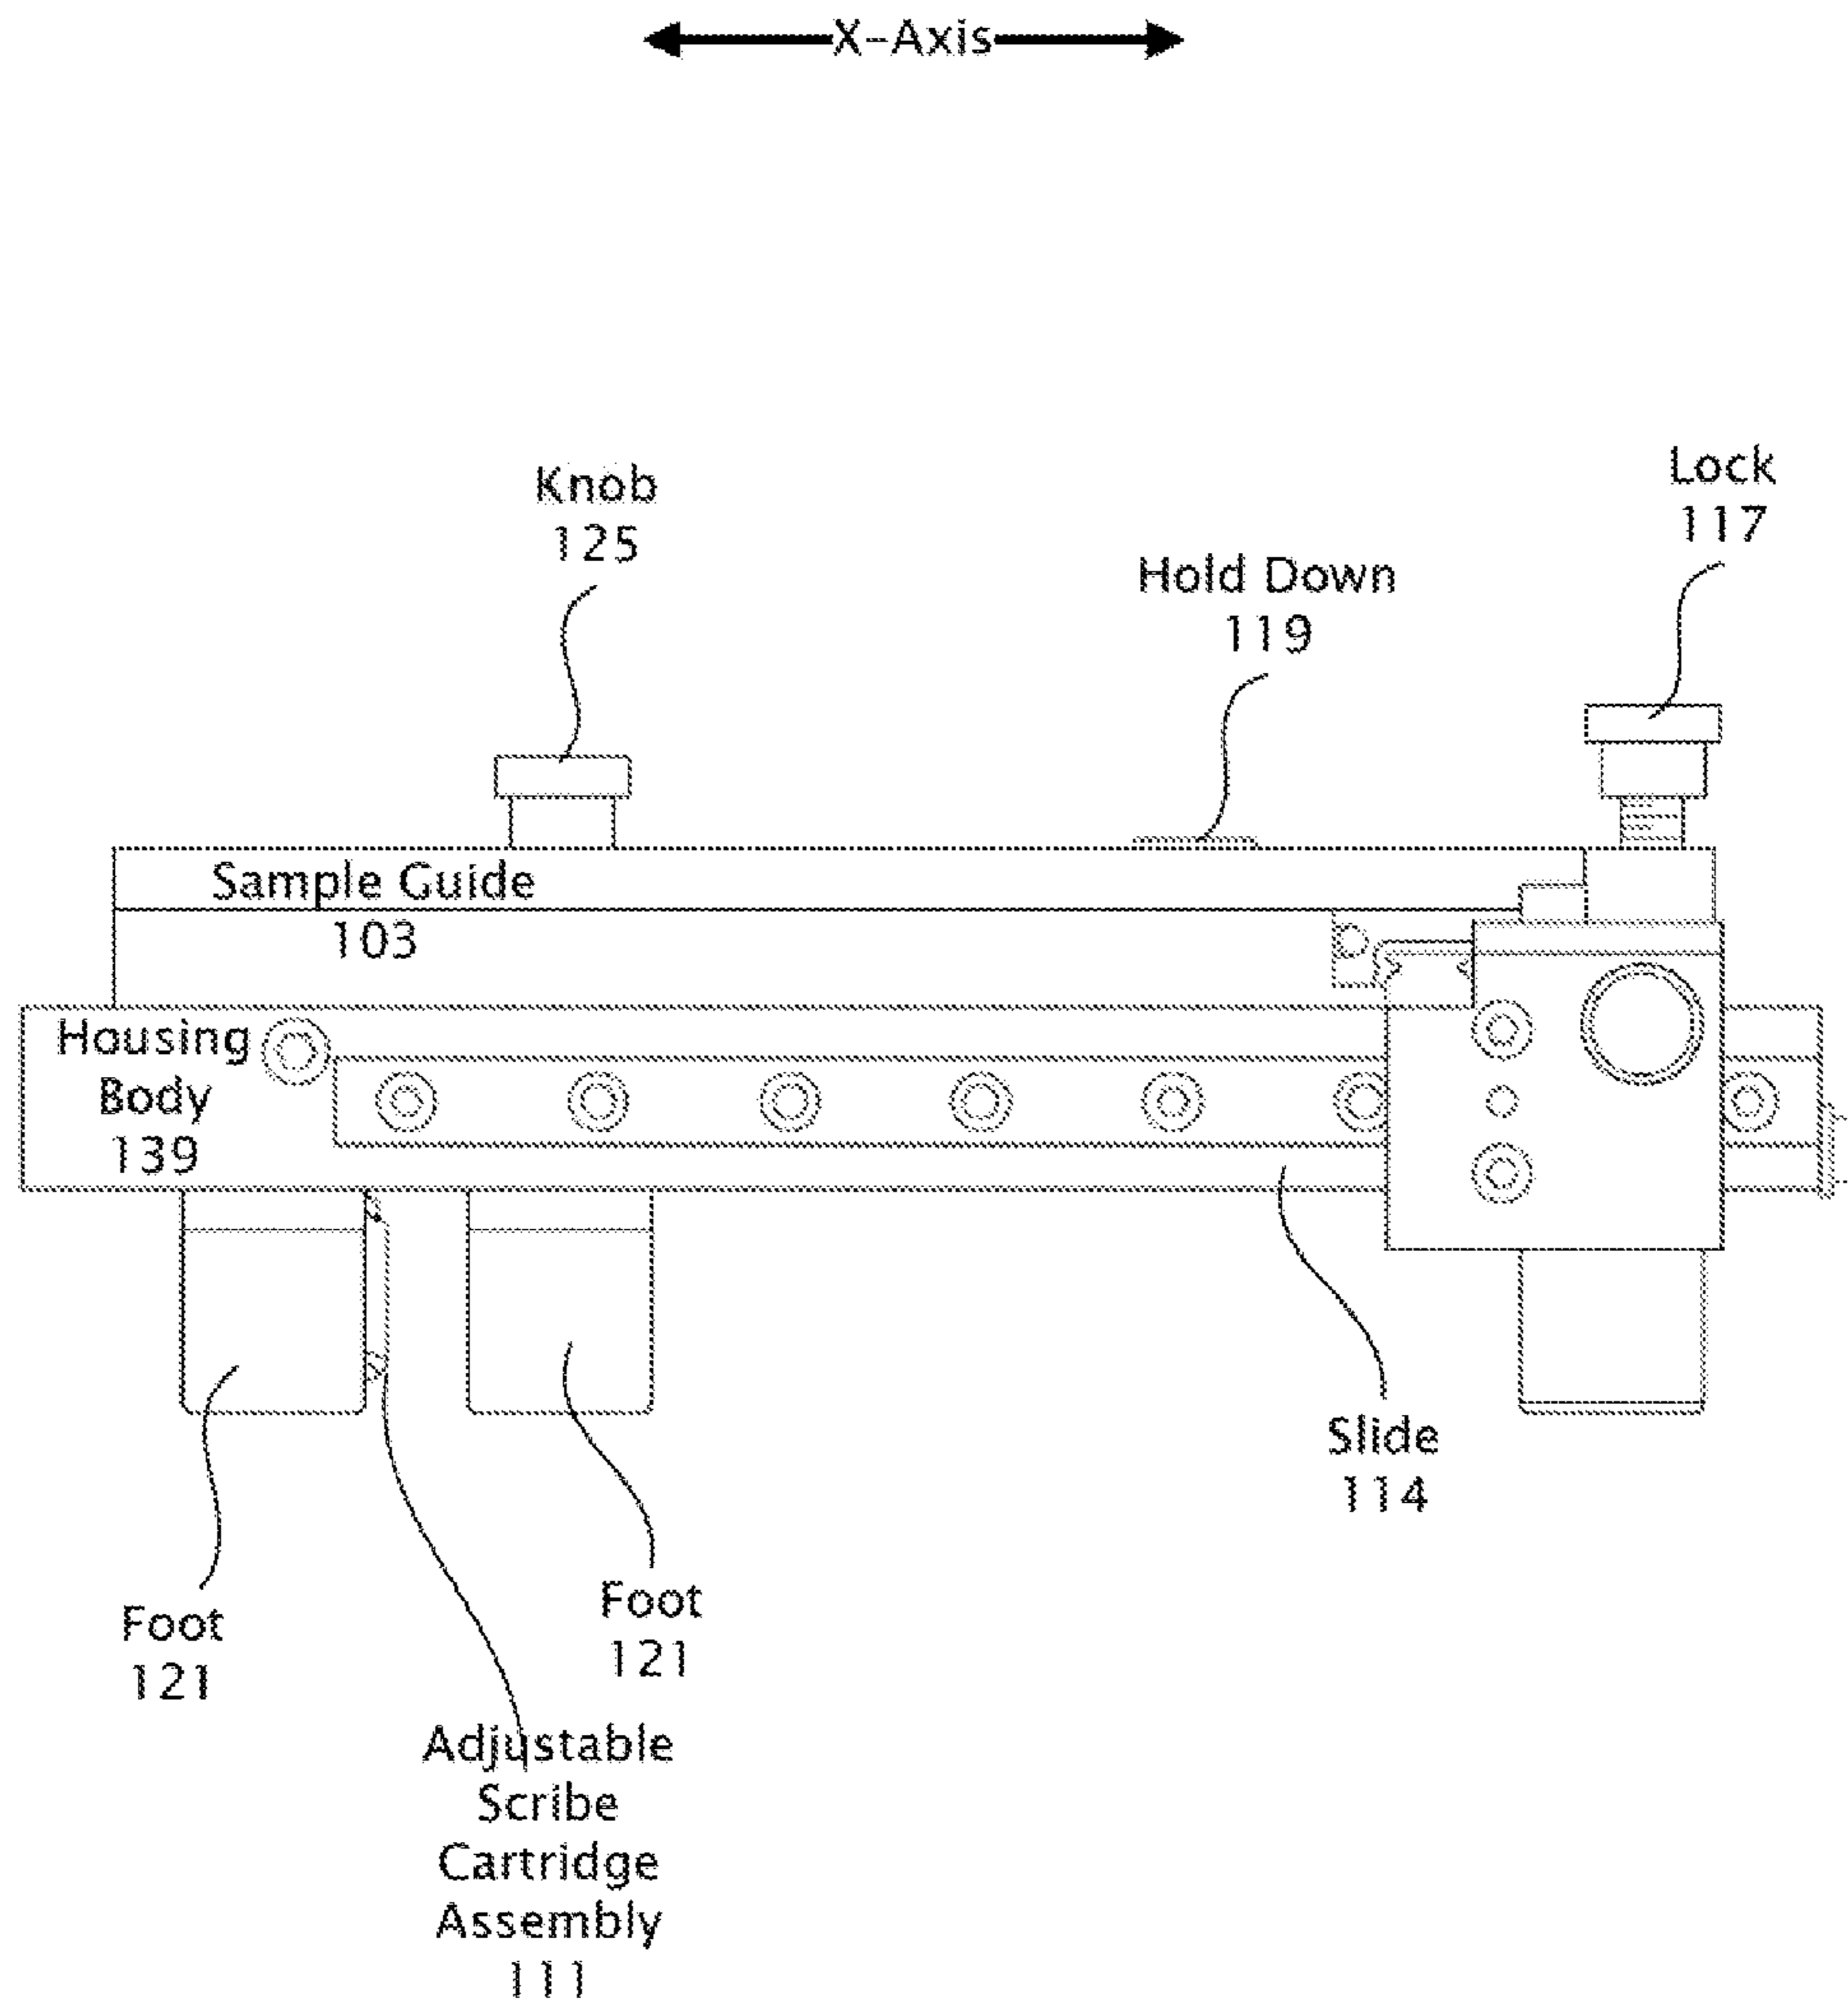 X-Axis
Knob
125
Lock
117
Hold Down
119
Sample Guide
103
Housing
Body
139
Slide
114
Foot
121
Foot
121
Adjustable
Scribe
Cartridge
Assembly
111